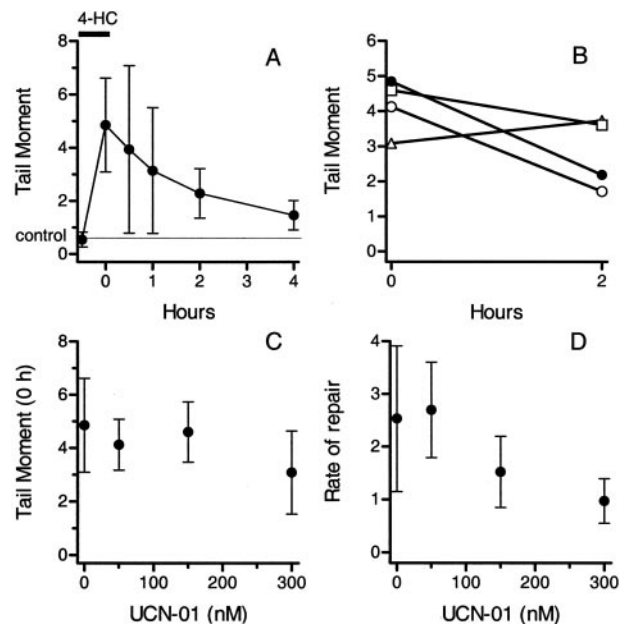 4-HC
A
B
8
6
4
2
0
Tail Moment
control
0 1 2 3 4
Hours
6
5
4
3
2
1
0
Tail Moment
0 2
Hours
C
D
8
6
4
2
0
Tail Moment (0 h)
0 100 200 300
UCN-01 (nM)
4
3
2
1
0
Rate of repair
0 100 200 300
UCN-01 (nM)